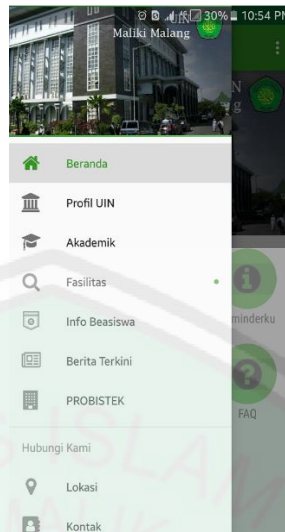 30% 10:54 PM
Maliki Malang
Beranda
Profil UIN
Akademik
Fasilitas
Info Beasiswa
minderku
Berita Terkini
PROBISTEK
FAQ
Hubungi Kami
Lokasi
Kontak